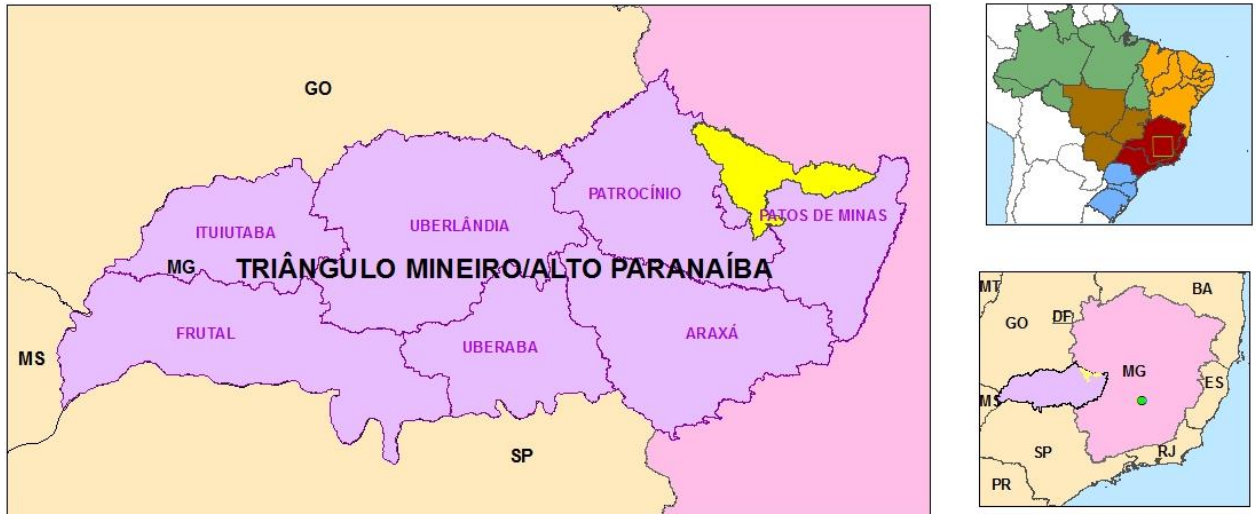 GO
PATROCÍNIO
PATOS DE MINAS
ITUIUTABA
UBERLÂNDIA
MG
TRIÂNGULO MINEIRO/ALTO PARANAÍBA
FRUTAL
UBERABA
ARAXÁ
MS
SP
MT
BA
GO
DF
MG
ES
MS
SP
RJ
PR